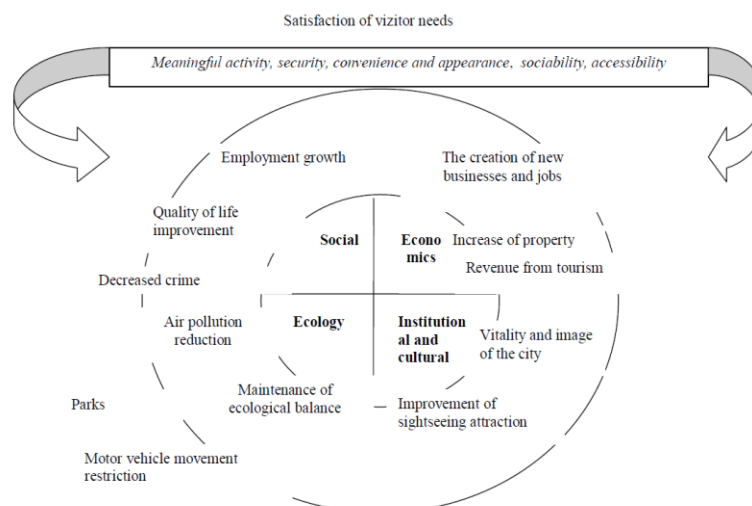 Satisfaction of vizitor needs
Meaningful activity, security, convenience and appearance, sociability, accessibility
Employment growth
The creation of new
businesses and jobs
Quality of life
improvement
Social
Econo
mics
Increase of property
Revenue from tourism
Decreased crime
Air pollution
reduction
Ecology
Institution
al and
cultural
Vitality and image
of the city
Maintenance of
ecological balance
Improvement of
sightseeing attraction
Parks
Motor vehicle movement
restriction